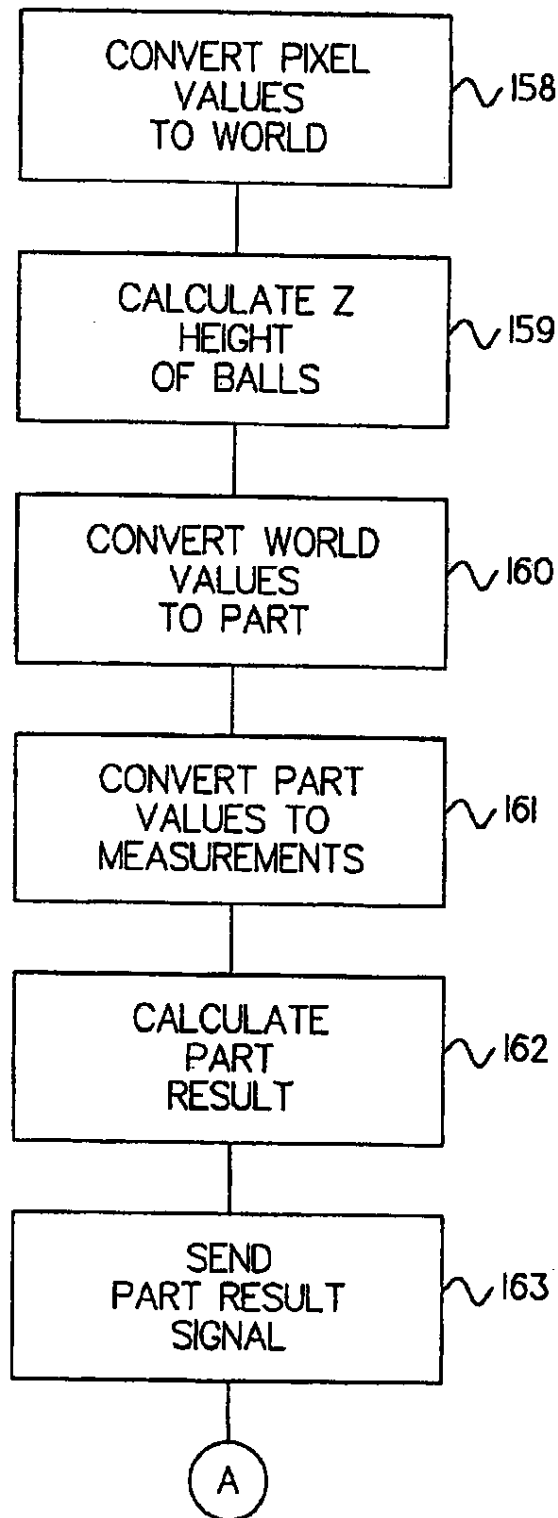 CONVERT PIXEL
VALUES
TO WORLD
158
CALCULATE Z
HEIGHT
OF BALLS
159
CONVERT WORLD
VALUES
TO PART
160
CONVERT PART
VALUES TO
MEASUREMENTS
161
CALCULATE
PART
RESULT
162
SEND
PART RESULT
SIGNAL
163
A